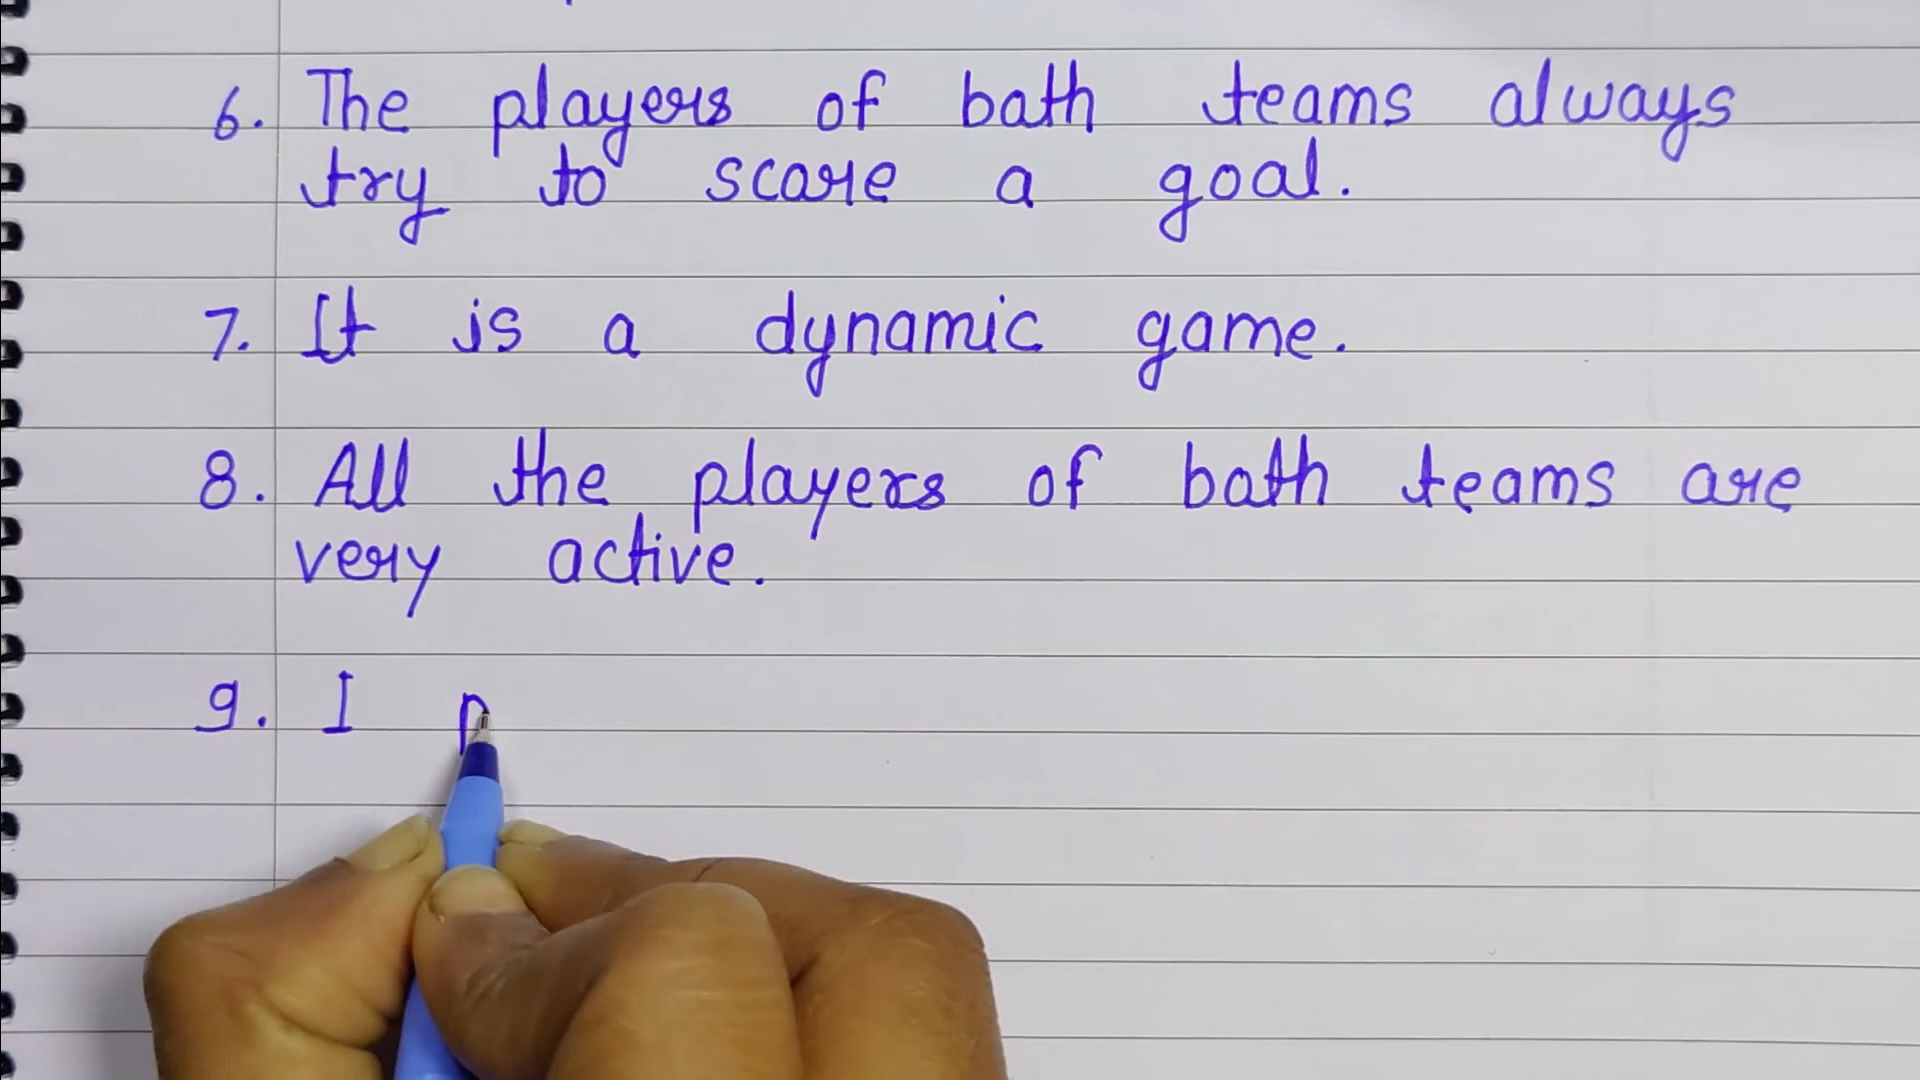 6. The players of bath teams always
try to scare a goal.
7. It is a dynamic game.
8. All the players of bath teams are
very active.
9. I p